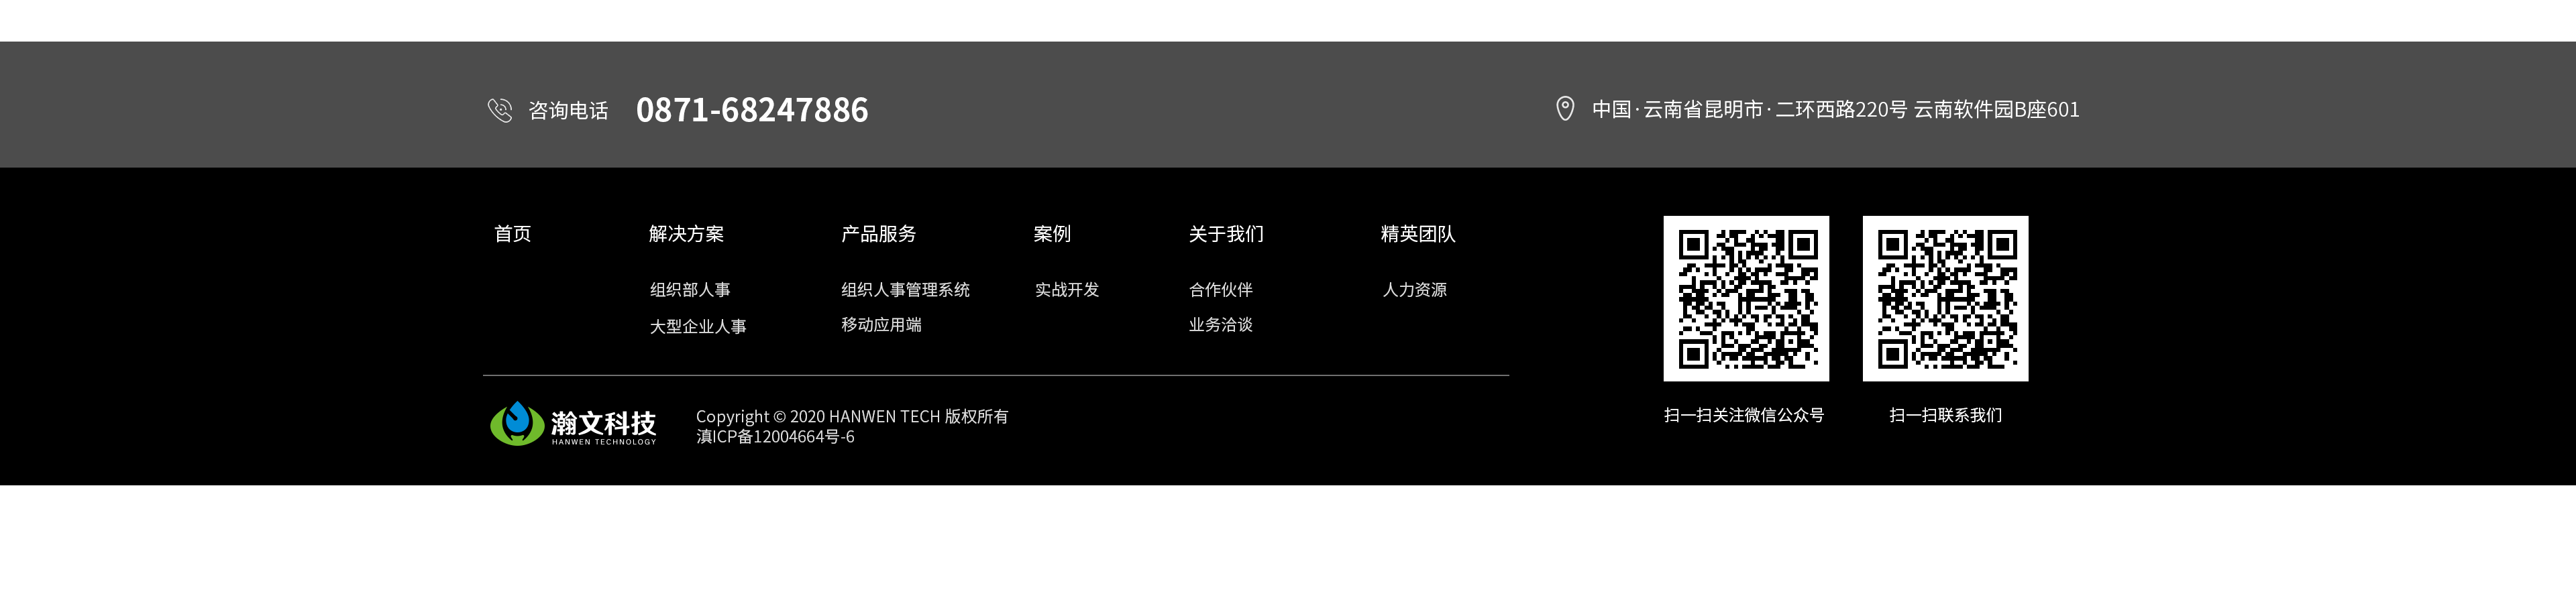 咨询电话 0871-68247886
中国·云南省昆明市·二环西路220号 云南软件园B座601
首页
解决方案
组织部人事
大型企业人事
产品服务
组织人事管理系统
移动应用端
案例
实战开发
关于我们
合作伙伴
业务洽谈
精英团队
人力资源
扫一扫关注微信公众号
扫一扫联系我们
瀚文科技
HANWEN TECHNOLOGY
Copyright © 2020 HANWEN TECH 版权所有
滇ICP备12004664号-6